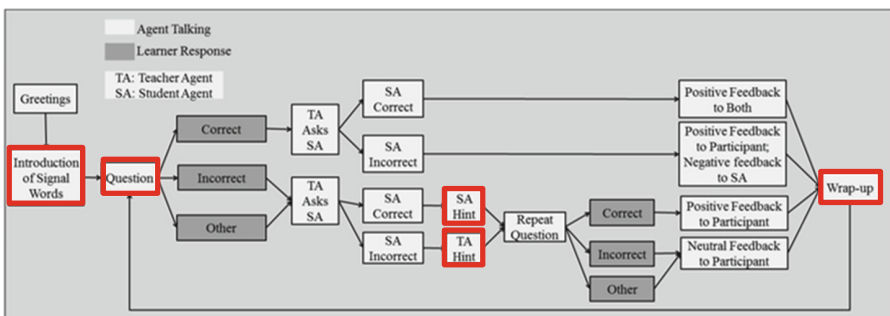 Agent Talking
Learner Response
TA: Teacher Agent
SA: Student Agent
Greetings
Introduction
of Signal
Words
Question
Correct
Incorrect
Other
TA
Asks
SA
TA
Asks
SA
SA
Correct
SA
Incorrect
SA
Correct
SA
Incorrect
SA
Hint
TA
Hint
Repeat
Question
Correct
Incorrect
Other
Positive Feedback
to Both
Positive Feedback
to Participant;
Negative feedback
to SA
Positive Feedback
to Participant
Neutral Feedback
to Participant
Wrap-up